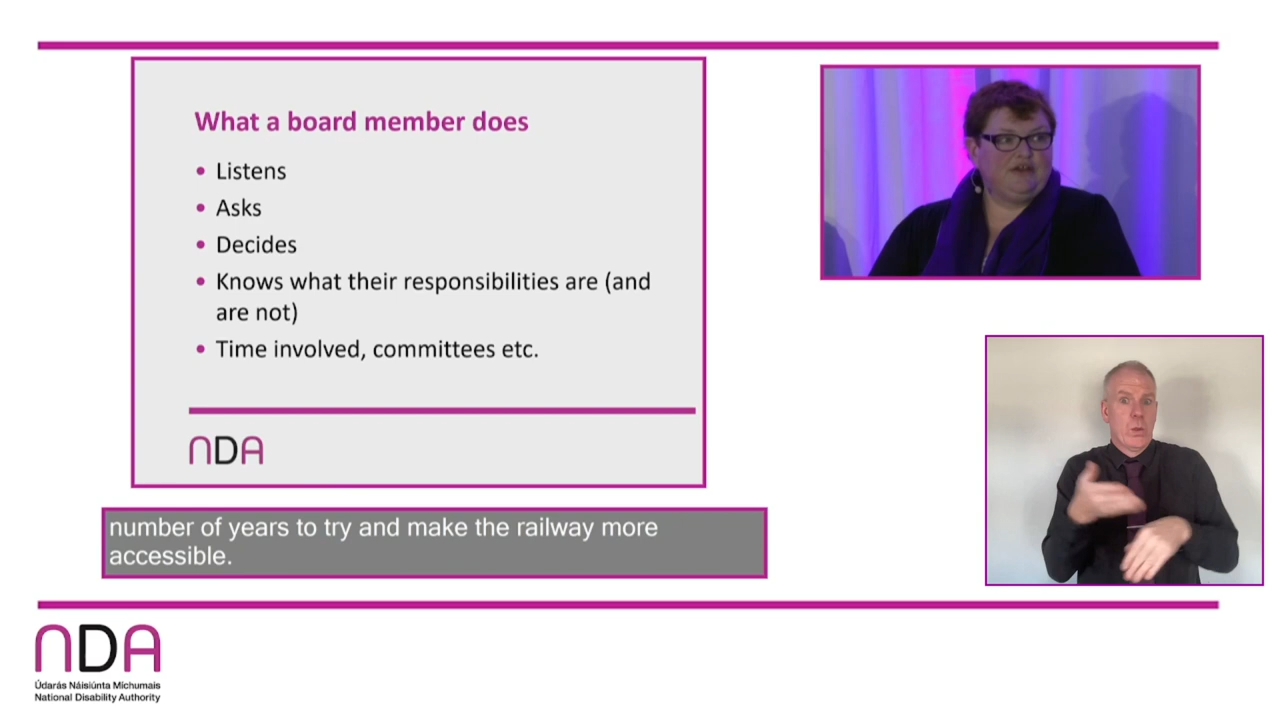 What a board member does
• Listens
• Asks
• Decides
• Knows what their responsibilities are (and
are not)
• Time involved, committees etc.
NDA
number of years to try and make the railway more
accessible.
NDA
Údarás Náisiúnta Míchumais
National Disability Authority